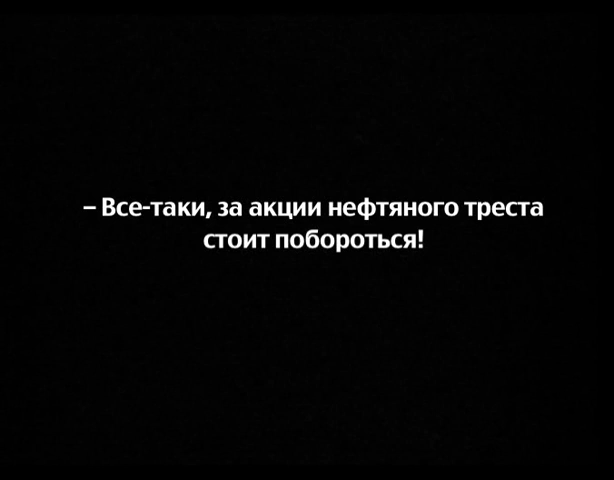 – Все-таки, за акции нефтяного треста
стоит побороться!